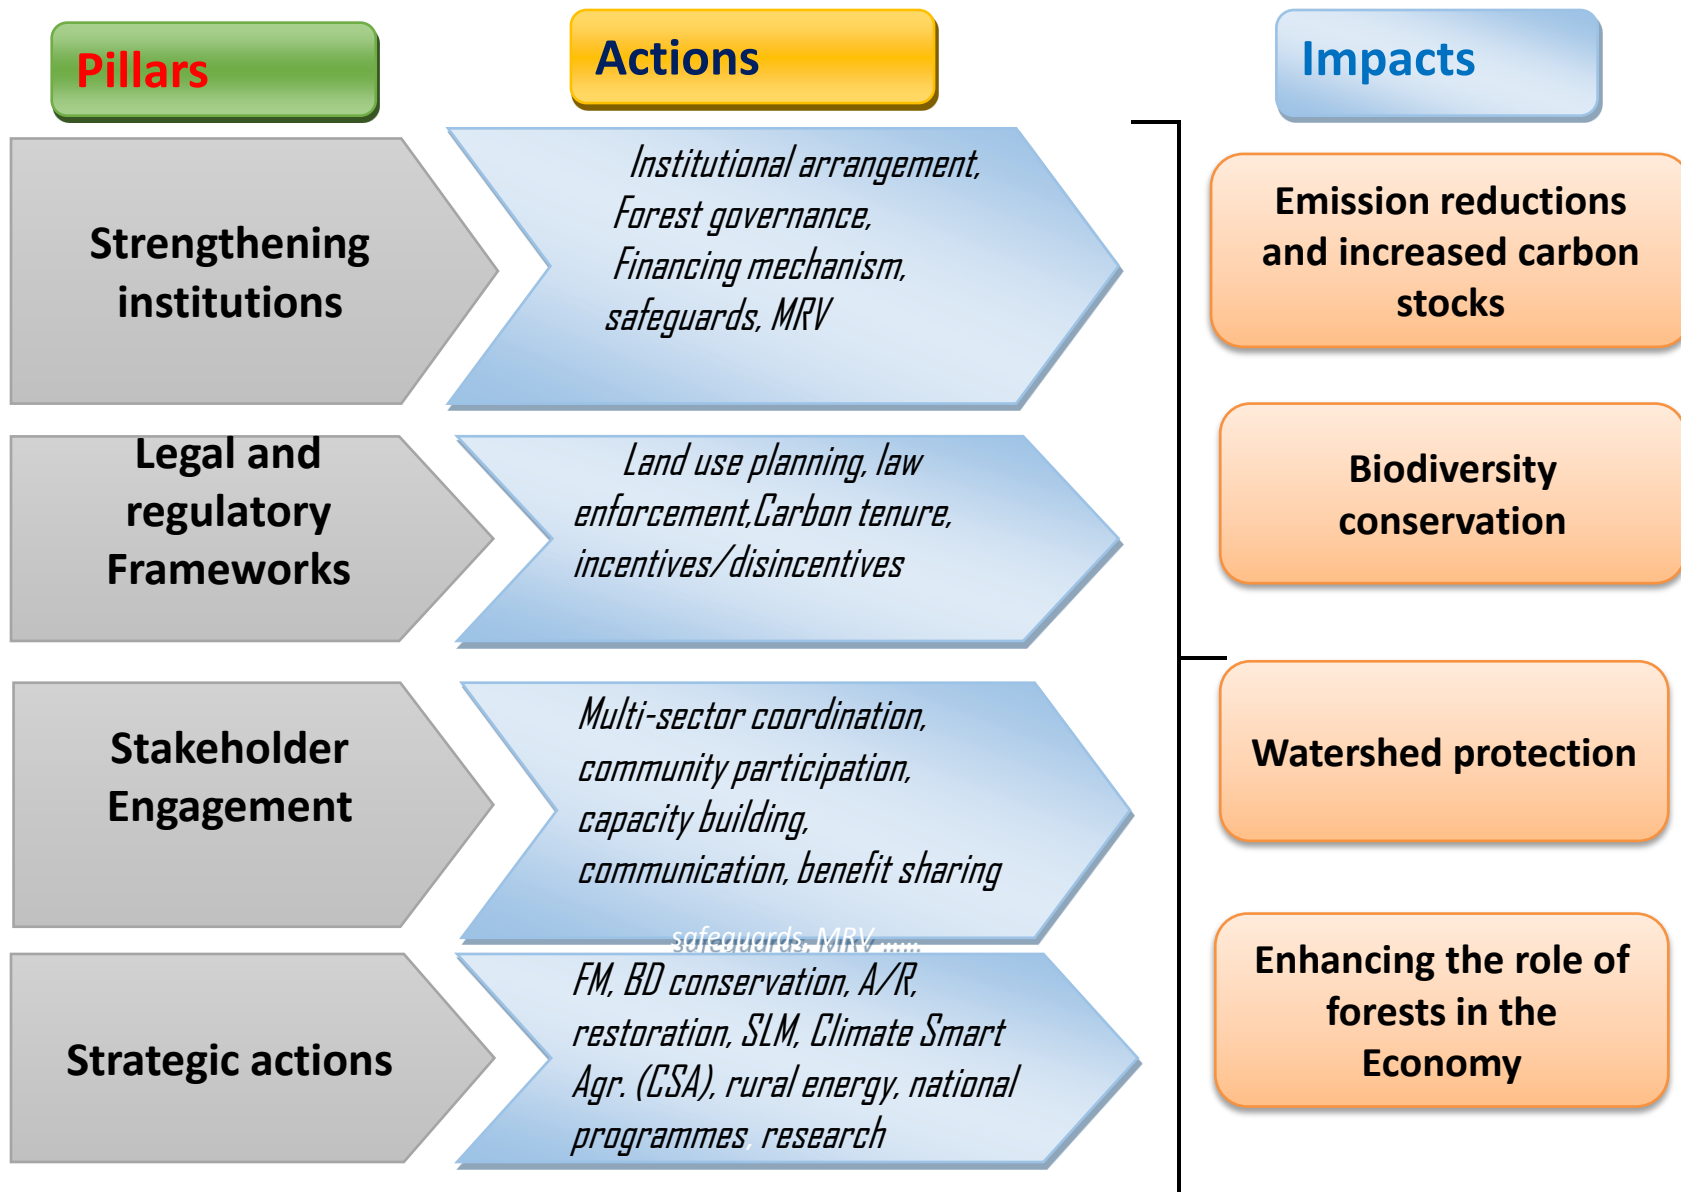 Pillars
Actions
Impacts
Strengthening
institutions
Institutional arrangement,
Forest governance,
Financing mechanism,
safeguards, MRV
Emission reductions
and increased carbon
stocks
Legal and
regulatory
Frameworks
Land use planning, law
enforcement,Carbon tenure,
incentives/disincentives
Biodiversity
conservation
Stakeholder
Engagement
Multi-sector coordination,
community participation,
capacity building,
communication, benefit sharing
safeguards, MRV ......
Watershed protection
Strategic actions
FM, BD conservation, A/R,
restoration, SLM, Climate Smart
Agr. (CSA), rural energy, national
programmes, research
Enhancing the role of
forests in the
Economy